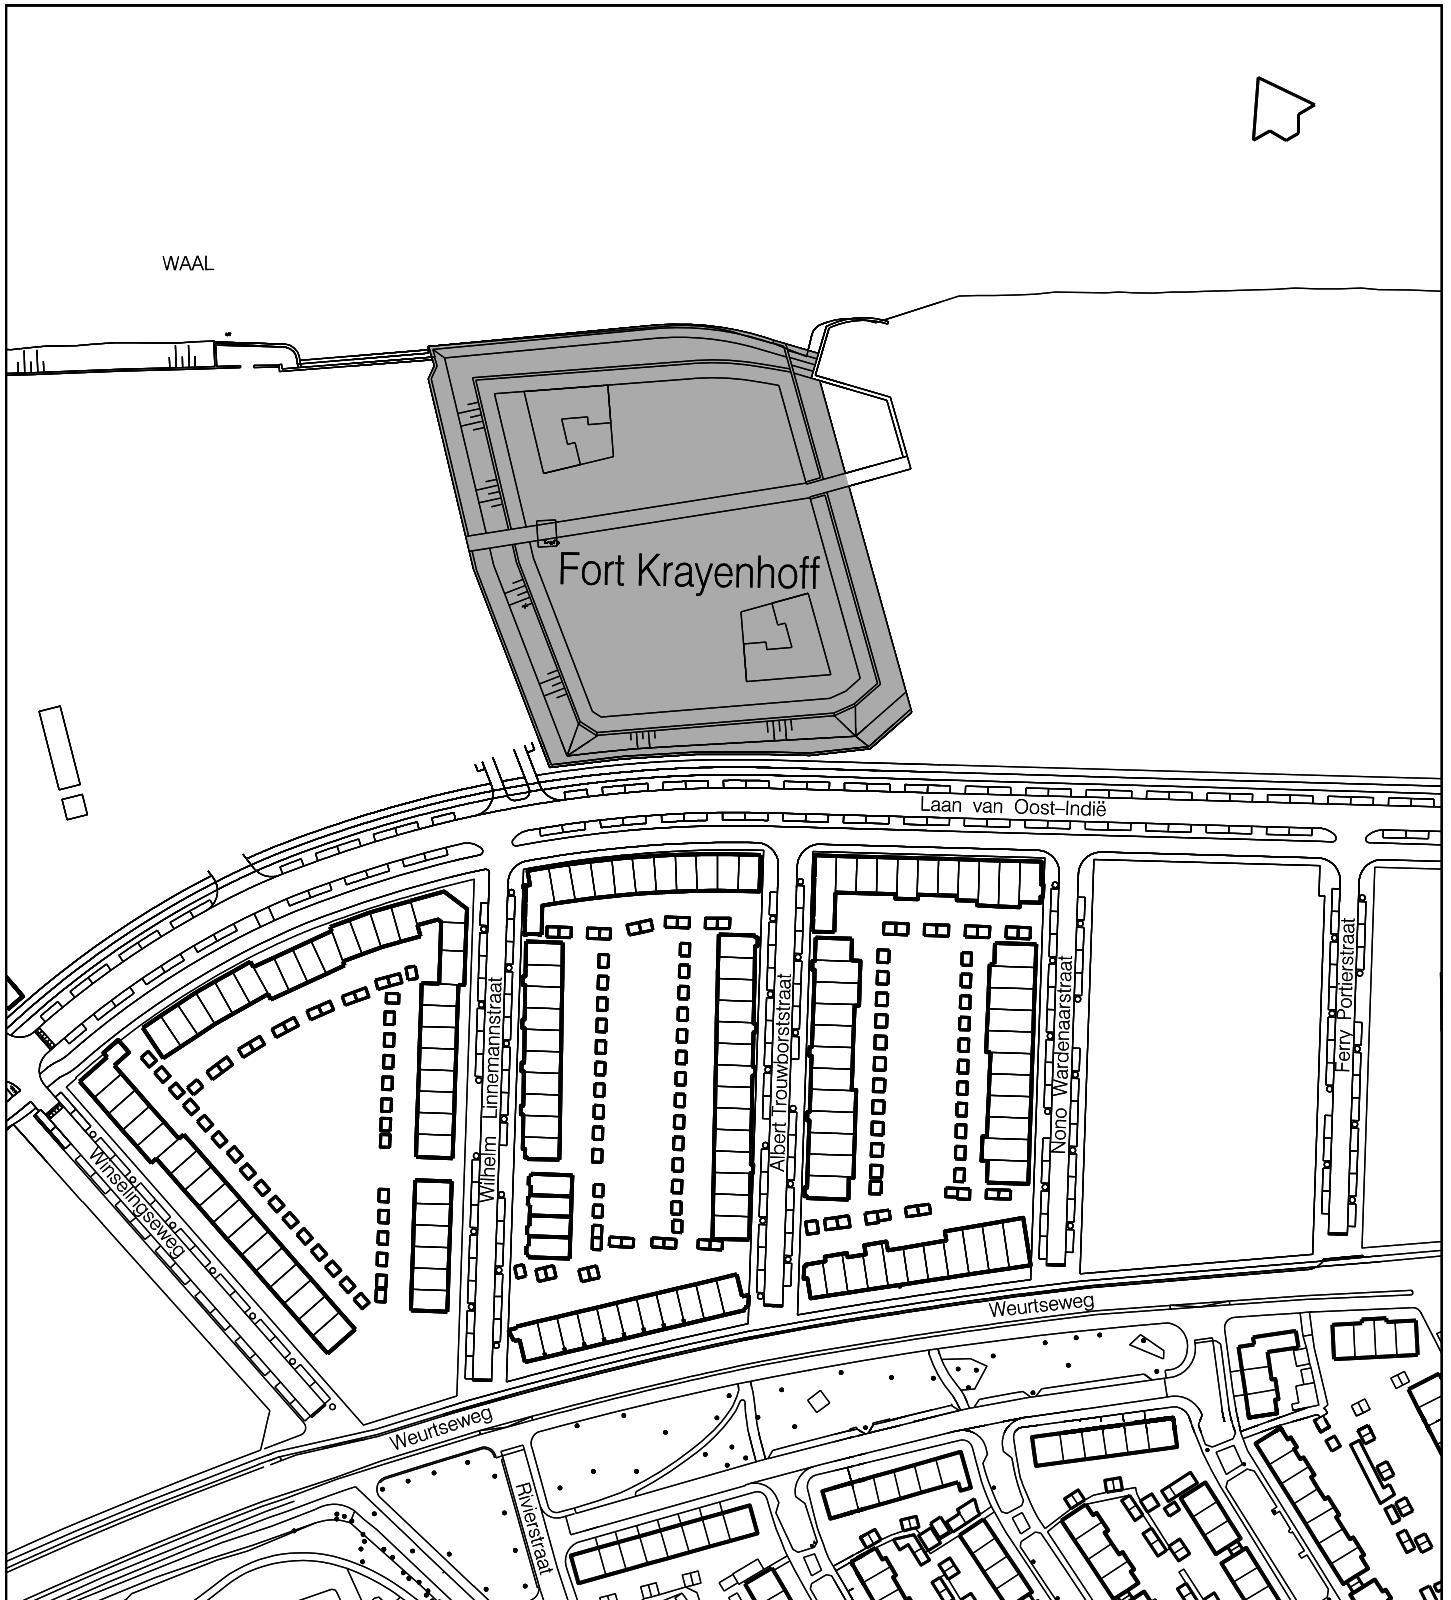 WAAL
Fort Krayenhoff
Laan van Oost–Indië
Ferry Portierstraat
Nono Wardenaarstraat
Albert Trouwborststraat
Wilhelm Linnemannstraat
Winselingseweg
Weurtseweg
Weurtseweg
Rivierstraat